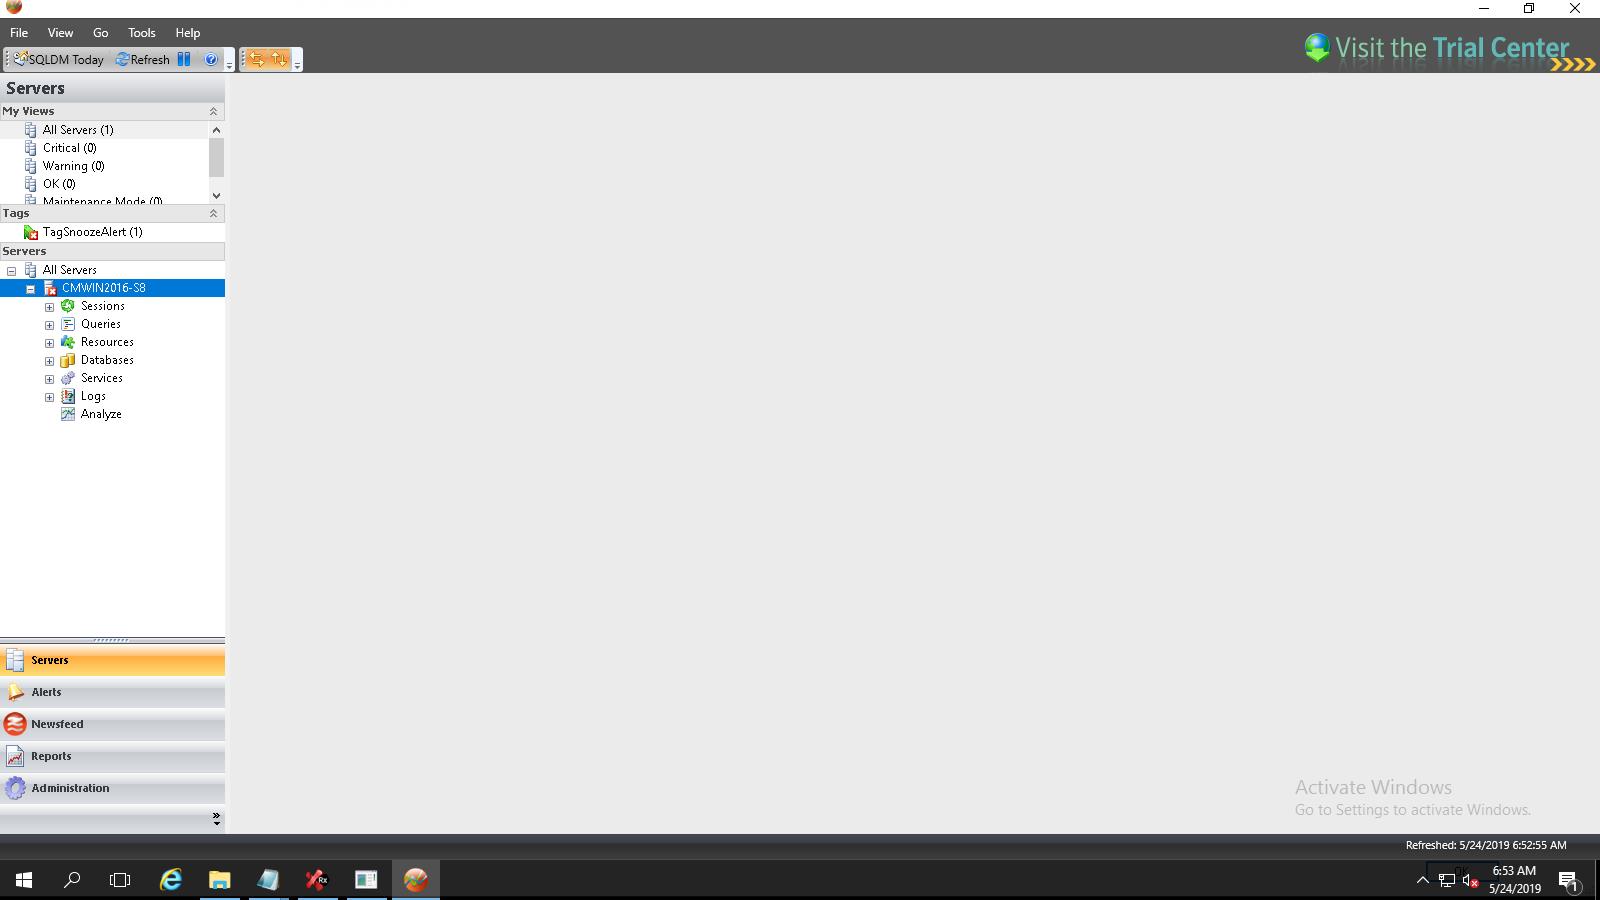 File View Go Tools Help
SQLDM Today Refresh
Visit the Trial Center
Servers
My Views
All Servers (1)
Critical (0)
Warning (0)
OK (0)
Maintenance Mode (0)
Tags
TagSnoozeAlert (1)
Servers
All Servers
CMWIN2016-S8
Sessions
Queries
Resources
Databases
Services
Logs
Analyze
Servers
Alerts
Newsfeed
Reports
Administration
Activate Windows
Go to Settings to activate Windows.
Refreshed: 5/24/2019 6:52:55 AM
Rx
6:53 AM
5/24/2019
1